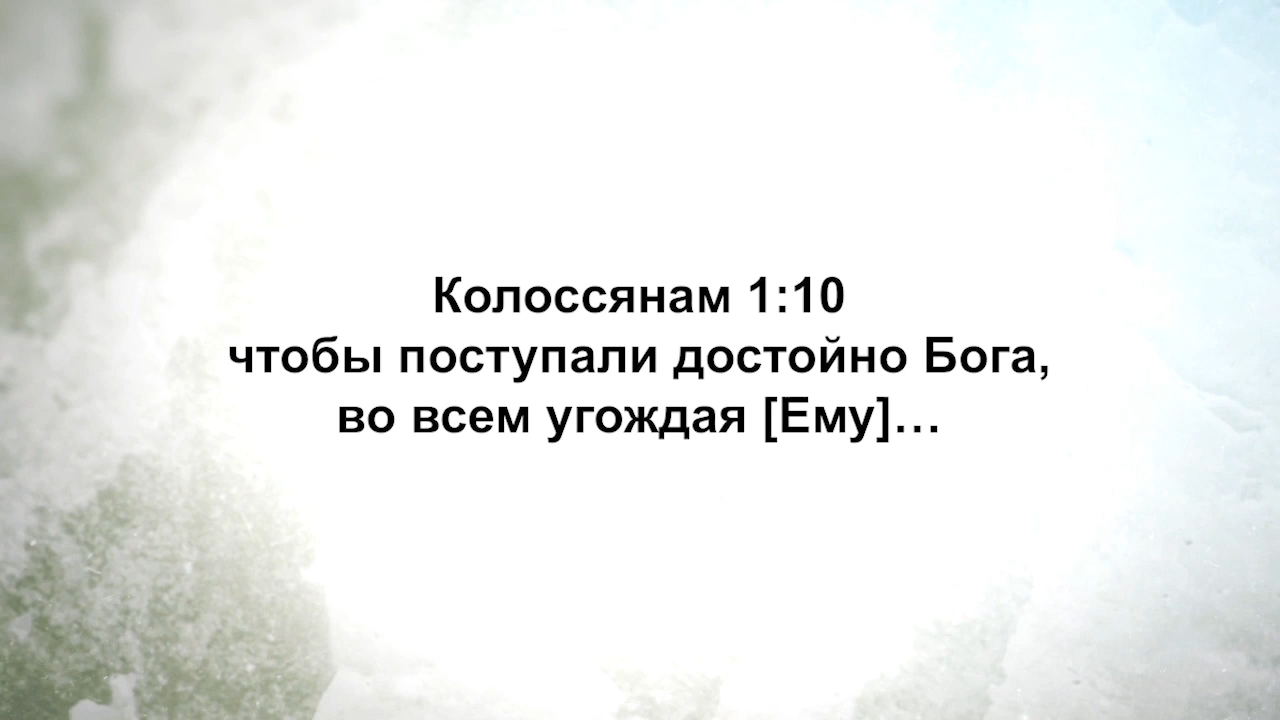 Колоссянам 1:10
чтобы поступали достойно Бога,
во всем угождая [Ему]…